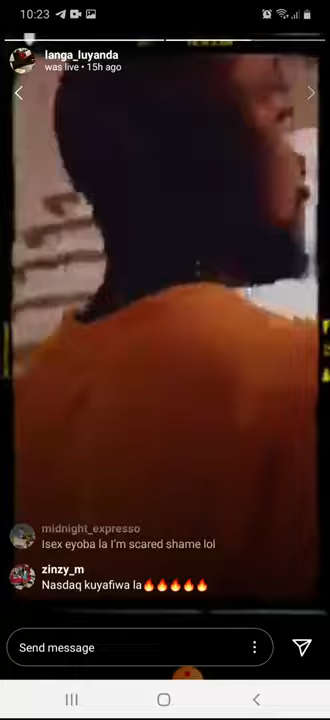 10:23
langa_luyanda
was live • 15h ago
midnight_expresso
Isex eyoba la I'm scared shame lol
zinzy_m
Nasdaq kuyafiwa la🔥🔥🔥🔥🔥
Send message